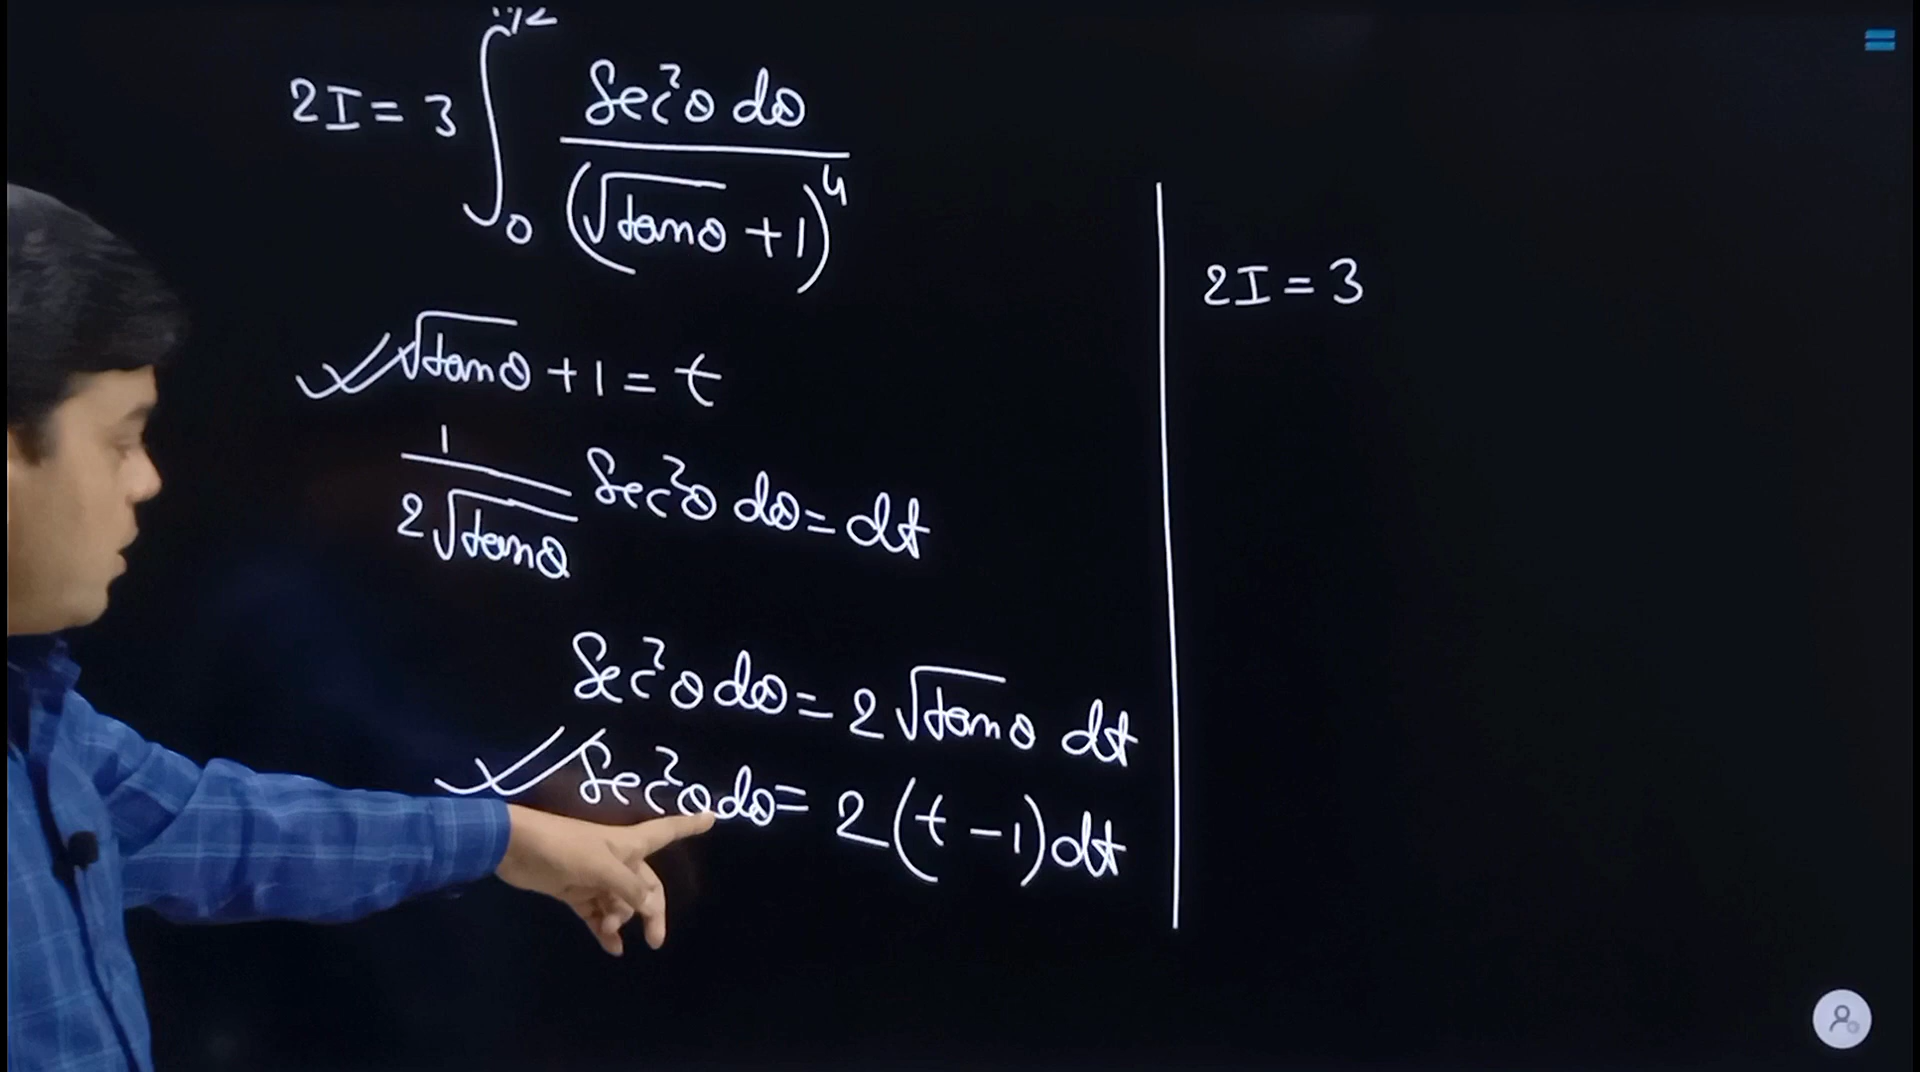 2I = 3 ∫₀ sec²θ dθ / (√tanθ + 1)⁴
√tanθ + 1 = t
1 / 2√tanθ sec²θ dθ = dt
sec²θ dθ = 2√tanθ dt
sec²θ dθ = 2(t - 1) dt
2I = 3